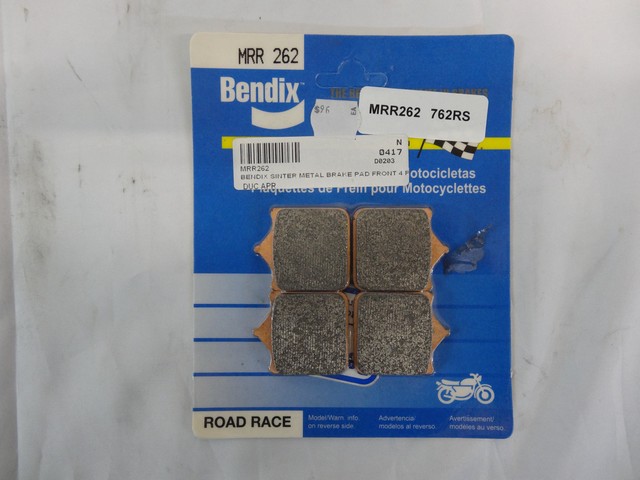 MRR 262
Bendix
$96
EA
MRR262 762RS
N
0417
D0203
MRR262
BENDIX SINTER METAL BRAKE PAD FRONT 4
DUC APR
Motocicletas
Plaquettes de Frein pour Motocyclettes
ROAD RACE
Model/Warn. info.
on reverse side.
Advertencia/
modelos al reverso.
Avertissement/
modèles au verso.